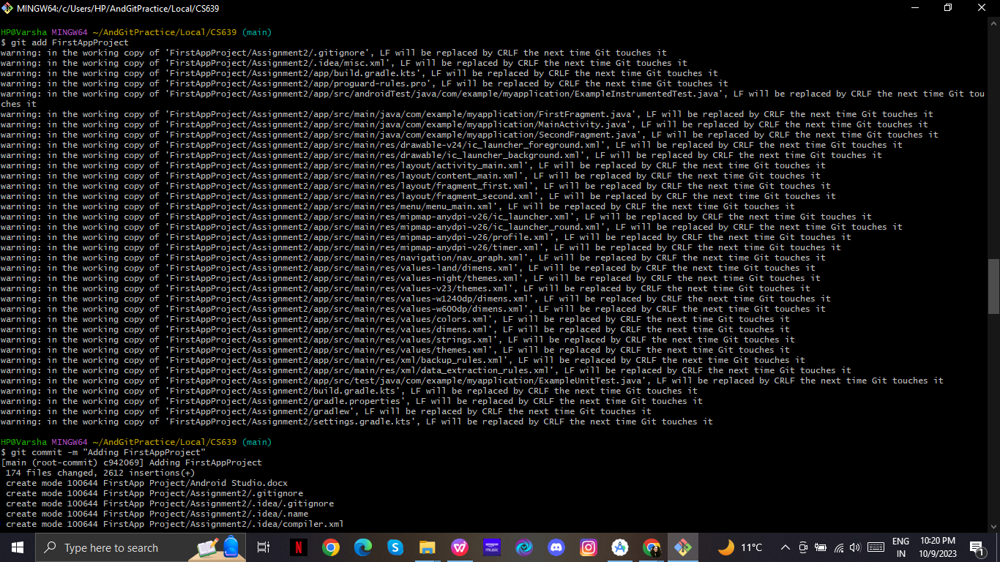 MINGW64:/c/Users/HP/AndGitPractice/Local/CS639
HP@Varsha MINGW64 ~/AndGitPractice/Local/CS639 (main)
$ git add FirstAppProject
warning: in the working copy of 'FirstAppProject/Assignment2/.gitignore', LF will be replaced by CRLF the next time Git touches it
warning: in the working copy of 'FirstAppProject/Assignment2/.idea/misc.xml', LF will be replaced by CRLF the next time Git touches it
warning: in the working copy of 'FirstAppProject/Assignment2/app/build.gradle.kts', LF will be replaced by CRLF the next time Git touches it
warning: in the working copy of 'FirstAppProject/Assignment2/app/proguard-rules.pro', LF will be replaced by CRLF the next time Git touches it
warning: in the working copy of 'FirstAppProject/Assignment2/app/src/androidTest/java/com/example/myapplication/ExampleInstrumentedTest.java', LF will be replaced by CRLF the next time Git tou
ches it
warning: in the working copy of 'FirstAppProject/Assignment2/app/src/main/java/com/example/myapplication/FirstFragment.java', LF will be replaced by CRLF the next time Git touches it
warning: in the working copy of 'FirstAppProject/Assignment2/app/src/main/java/com/example/myapplication/MainActivity.java', LF will be replaced by CRLF the next time Git touches it
warning: in the working copy of 'FirstAppProject/Assignment2/app/src/main/java/com/example/myapplication/SecondFragment.java', LF will be replaced by CRLF the next time Git touches it
warning: in the working copy of 'FirstAppProject/Assignment2/app/src/main/res/drawable-v24/ic_launcher_foreground.xml', LF will be replaced by CRLF the next time Git touches it
warning: in the working copy of 'FirstAppProject/Assignment2/app/src/main/res/drawable/ic_launcher_background.xml', LF will be replaced by CRLF the next time Git touches it
warning: in the working copy of 'FirstAppProject/Assignment2/app/src/main/res/layout/activity_main.xml', LF will be replaced by CRLF the next time Git touches it
warning: in the working copy of 'FirstAppProject/Assignment2/app/src/main/res/layout/content_main.xml', LF will be replaced by CRLF the next time Git touches it
warning: in the working copy of 'FirstAppProject/Assignment2/app/src/main/res/layout/fragment_first.xml', LF will be replaced by CRLF the next time Git touches it
warning: in the working copy of 'FirstAppProject/Assignment2/app/src/main/res/layout/fragment_second.xml', LF will be replaced by CRLF the next time Git touches it
warning: in the working copy of 'FirstAppProject/Assignment2/app/src/main/res/menu/menu_main.xml', LF will be replaced by CRLF the next time Git touches it
warning: in the working copy of 'FirstAppProject/Assignment2/app/src/main/res/mipmap-anydpi-v26/ic_launcher.xml', LF will be replaced by CRLF the next time Git touches it
warning: in the working copy of 'FirstAppProject/Assignment2/app/src/main/res/mipmap-anydpi-v26/ic_launcher_round.xml', LF will be replaced by CRLF the next time Git touches it
warning: in the working copy of 'FirstAppProject/Assignment2/app/src/main/res/mipmap-anydpi-v26/profile.xml', LF will be replaced by CRLF the next time Git touches it
warning: in the working copy of 'FirstAppProject/Assignment2/app/src/main/res/mipmap-anydpi-v26/timer.xml', LF will be replaced by CRLF the next time Git touches it
warning: in the working copy of 'FirstAppProject/Assignment2/app/src/main/res/navigation/nav_graph.xml', LF will be replaced by CRLF the next time Git touches it
warning: in the working copy of 'FirstAppProject/Assignment2/app/src/main/res/values-land/dimens.xml', LF will be replaced by CRLF the next time Git touches it
warning: in the working copy of 'FirstAppProject/Assignment2/app/src/main/res/values-night/themes.xml', LF will be replaced by CRLF the next time Git touches it
warning: in the working copy of 'FirstAppProject/Assignment2/app/src/main/res/values-v23/themes.xml', LF will be replaced by CRLF the next time Git touches it
warning: in the working copy of 'FirstAppProject/Assignment2/app/src/main/res/values-w1240dp/dimens.xml', LF will be replaced by CRLF the next time Git touches it
warning: in the working copy of 'FirstAppProject/Assignment2/app/src/main/res/values-w600dp/dimens.xml', LF will be replaced by CRLF the next time Git touches it
warning: in the working copy of 'FirstAppProject/Assignment2/app/src/main/res/values/colors.xml', LF will be replaced by CRLF the next time Git touches it
warning: in the working copy of 'FirstAppProject/Assignment2/app/src/main/res/values/dimens.xml', LF will be replaced by CRLF the next time Git touches it
warning: in the working copy of 'FirstAppProject/Assignment2/app/src/main/res/values/strings.xml', LF will be replaced by CRLF the next time Git touches it
warning: in the working copy of 'FirstAppProject/Assignment2/app/src/main/res/values/themes.xml', LF will be replaced by CRLF the next time Git touches it
warning: in the working copy of 'FirstAppProject/Assignment2/app/src/main/res/xml/backup_rules.xml', LF will be replaced by CRLF the next time Git touches it
warning: in the working copy of 'FirstAppProject/Assignment2/app/src/main/res/xml/data_extraction_rules.xml', LF will be replaced by CRLF the next time Git touches it
warning: in the working copy of 'FirstAppProject/Assignment2/app/src/test/java/com/example/myapplication/ExampleUnitTest.java', LF will be replaced by CRLF the next time Git touches it
warning: in the working copy of 'FirstAppProject/Assignment2/build.gradle.kts', LF will be replaced by CRLF the next time Git touches it
warning: in the working copy of 'FirstAppProject/Assignment2/gradle.properties', LF will be replaced by CRLF the next time Git touches it
warning: in the working copy of 'FirstAppProject/Assignment2/gradlew', LF will be replaced by CRLF the next time Git touches it
warning: in the working copy of 'FirstAppProject/Assignment2/settings.gradle.kts', LF will be replaced by CRLF the next time Git touches it
HP@Varsha MINGW64 ~/AndGitPractice/Local/CS639 (main)
$ git commit -m "Adding FirstAppProject"
[main (root-commit) c942069] Adding FirstAppProject
174 files changed, 2612 insertions(+)
create mode 100644 FirstApp Project/Android Studio.docx
create mode 100644 FirstApp Project/Assignment2/.gitignore
create mode 100644 FirstApp Project/Assignment2/.idea/.gitignore
create mode 100644 FirstApp Project/Assignment2/.idea/.name
create mode 100644 FirstApp Project/Assignment2/.idea/compiler.xml
Type here to search
N
amazon music
11°C
ENG
IN
10:20 PM
10/9/2023
1